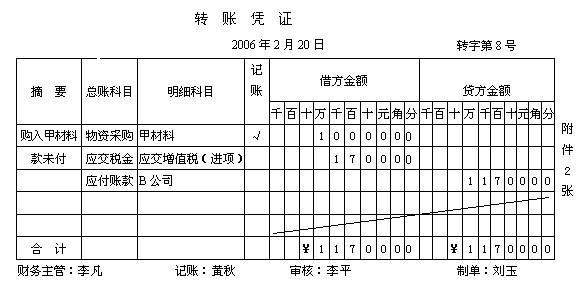 转 账 凭 证
2006 年 2 月 20 日 转字第 8 号
摘 要 总账科目 明细科目 记账 借方金额 贷方金额
千 百 十 万 千 百 十 元 角 分 千 百 十 万 千 百 十 元 角 分
购入甲材料 物资采购 甲材料 √ 1 0 0 0 0 0 0
款未付 应交税金 应交增值税（进项） 1 7 0 0 0 0
应付账款 B 公司 1 1 7 0 0 0 0
合 计 ¥ 1 1 7 0 0 0 0 ¥ 1 1 7 0 0 0 0
附件 2 张
财务主管：李凡 记账：黄秋 审核：李平 制单：刘玉